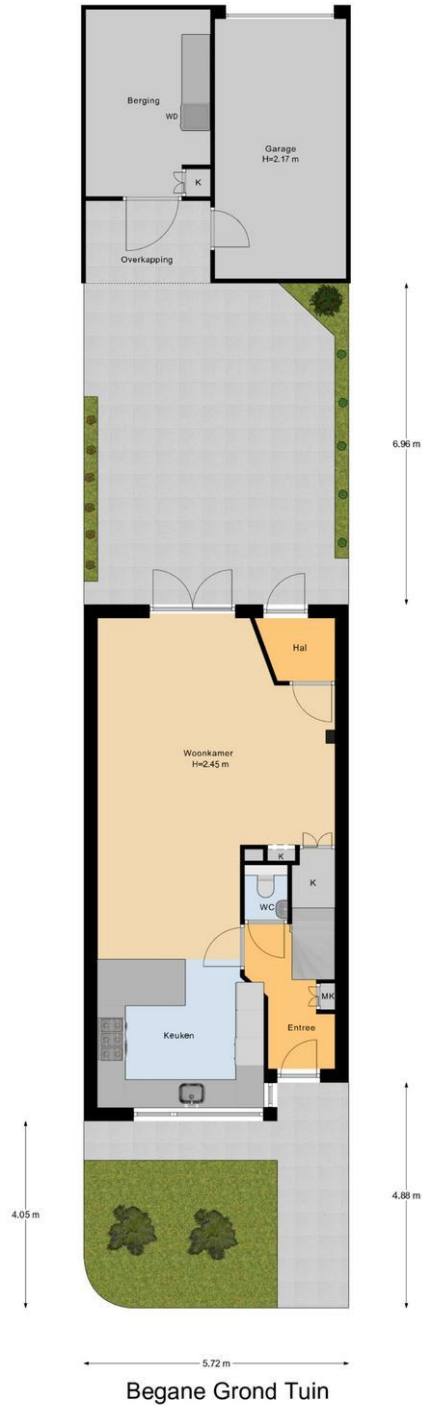 Berging
WD
Garage
H=2.17 m
K
Overkapping
6.96 m
Hal
Woonkamer
H=2.45 m
K
K
WC
MK
Keuken
Entree
4.05 m
4.88 m
5.72 m
Begane Grond Tuin